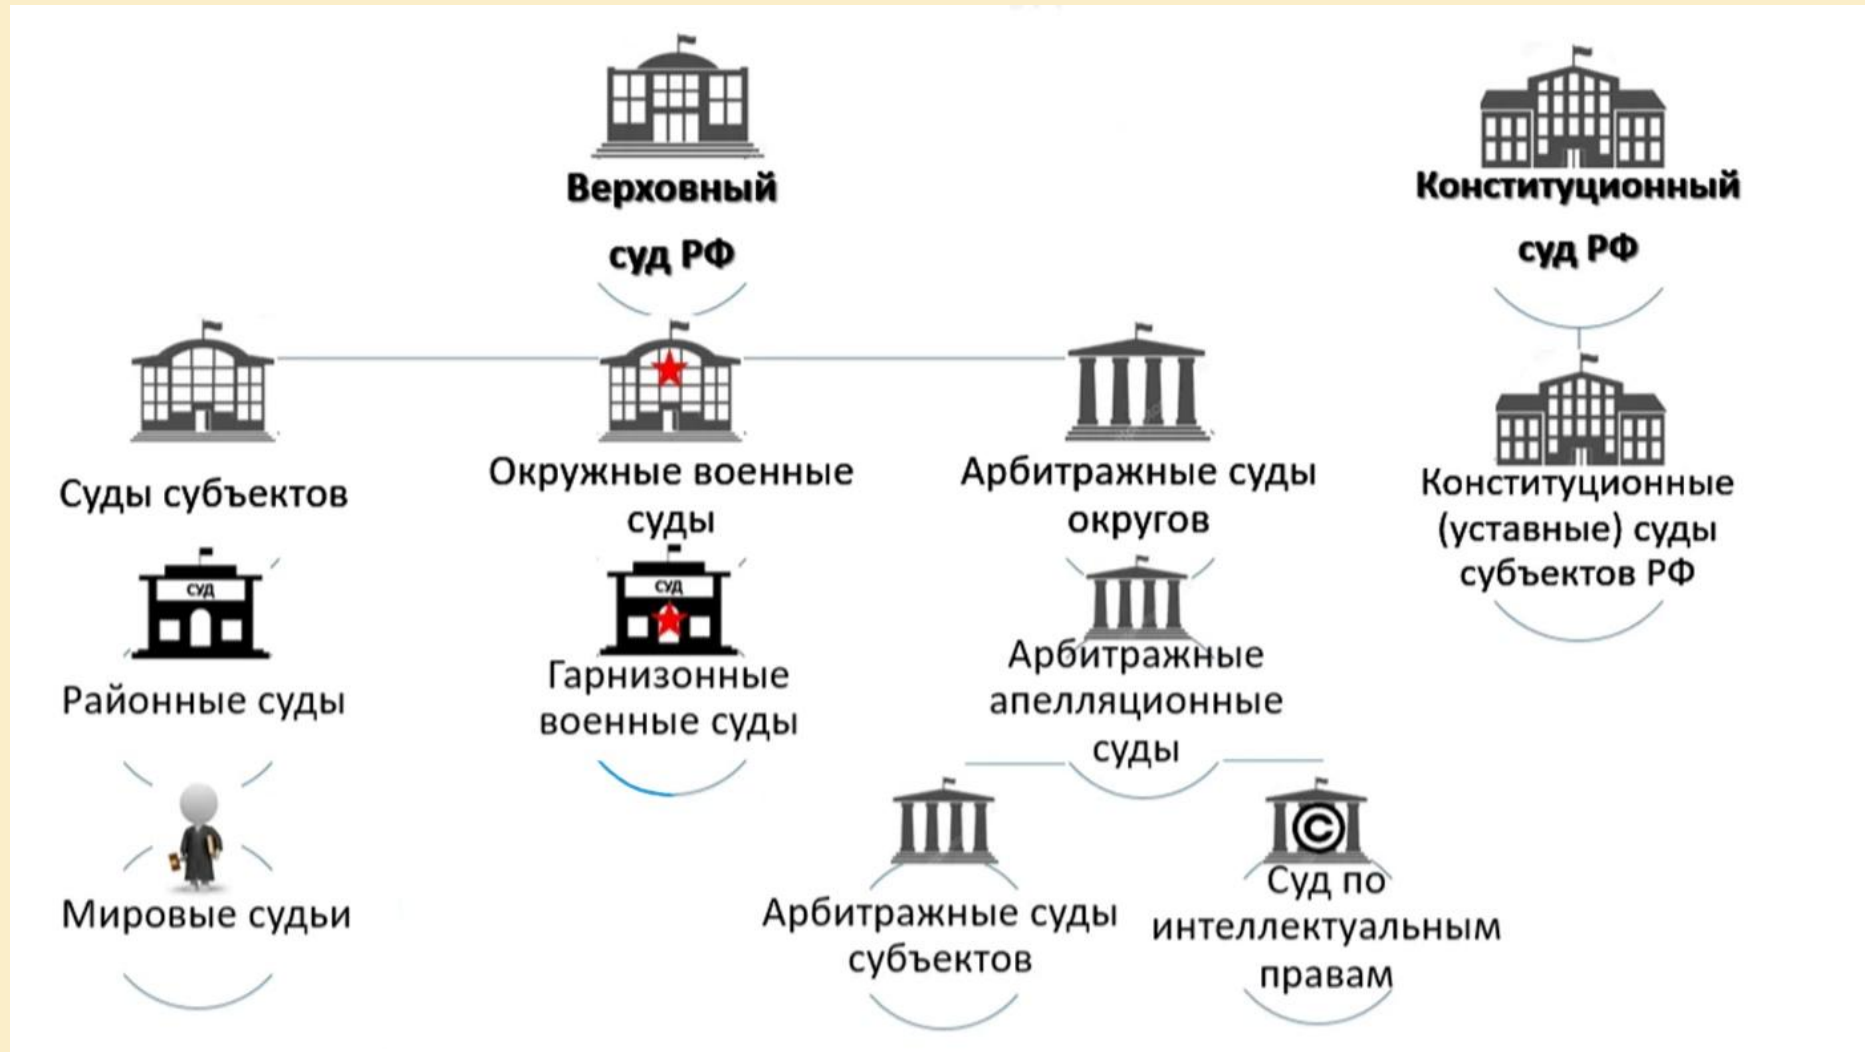 Верховный
суд РФ
Конституционный
суд РФ
Суды субъектов
Окружные военные
суды
Арбитражные суды
округов
Конституционные
(уставные) суды
субъектов РФ
СУД
Районные суды
СУД
Гарнизонные
военные суды
Арбитражные
апелляционные
суды
Мировые судьи
Арбитражные суды
субъектов
©
Суд по
интеллектуальным
правам